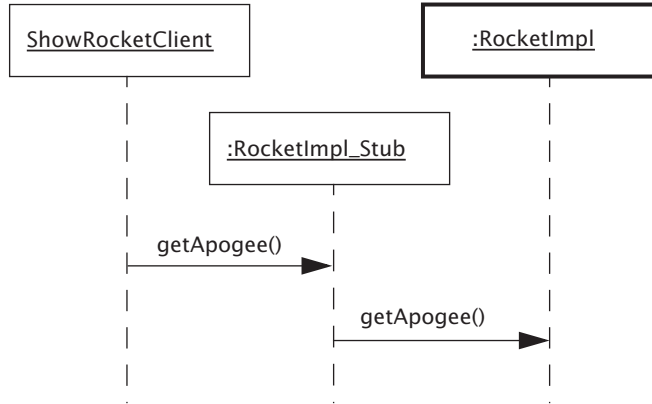 ShowRocketClient
:RocketImpl
:RocketImpl_Stub
getApogee()
getApogee()